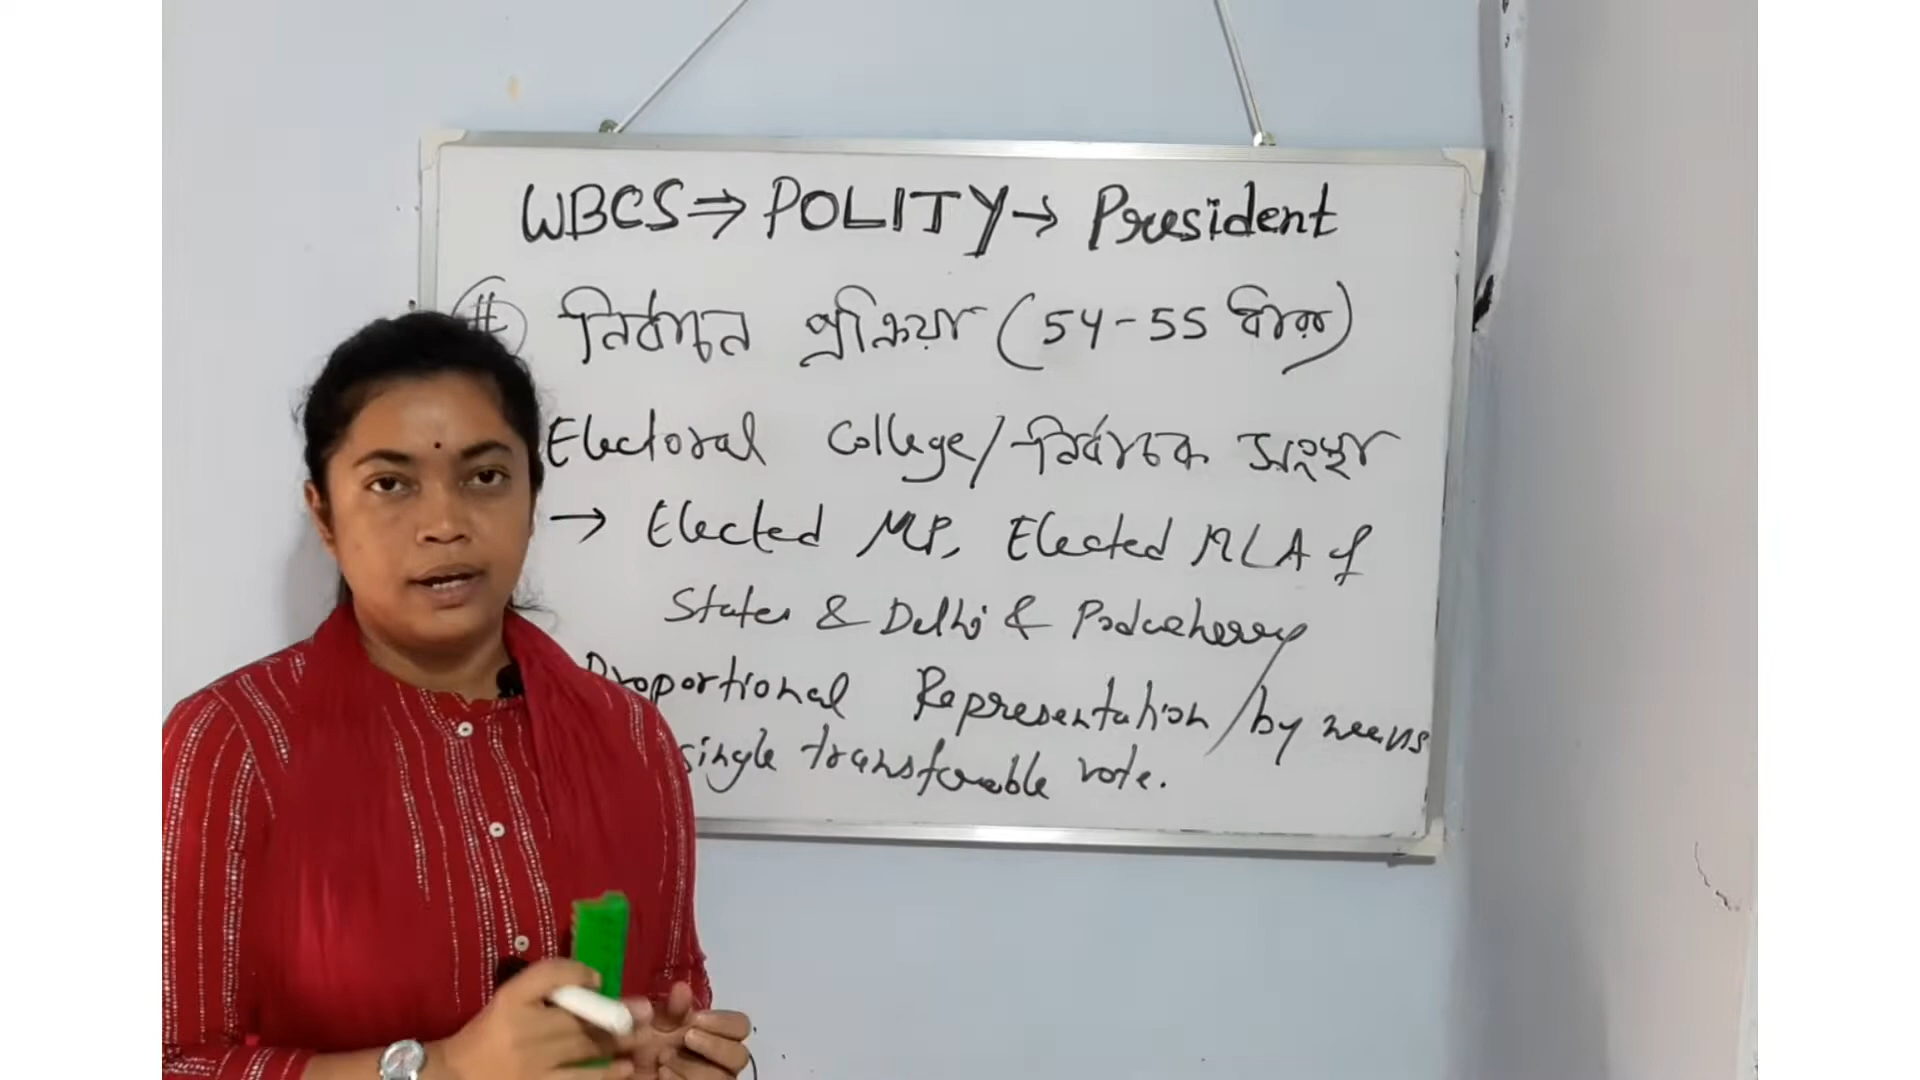 WBCS ⇒ POLITY → President
# নির্বাচন প্রক্রিয়া (54-55 ধারা)
Electoral College/নির্বাচক সংস্থা
→ Elected MP, Elected MLA of
States & Delhi & Poducherry
Proportional Representation/by means
single transferable vote.